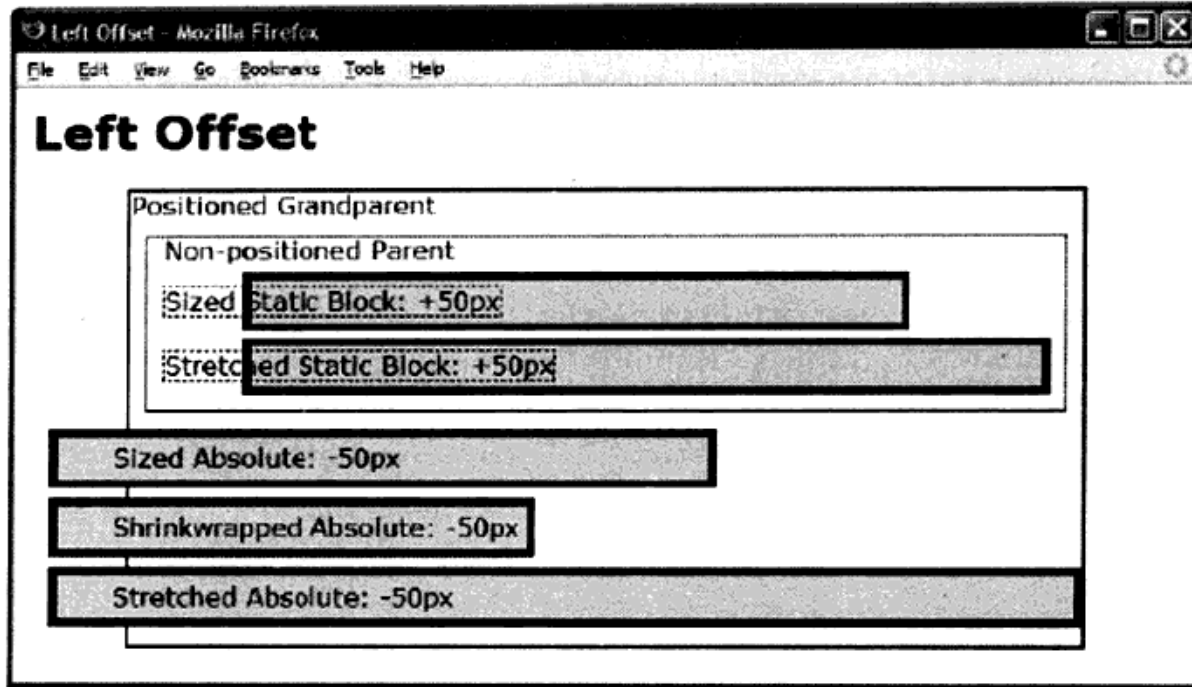 Left Offset - Mozilla Firefox
File Edit View Go Bookmarks Tools Help
Left Offset
Positioned Grandparent
Non-positioned Parent
Sized Static Block: +50px
Stretched Static Block: +50px
Sized Absolute: -50px
Shrinkwrapped Absolute: -50px
Stretched Absolute: -50px